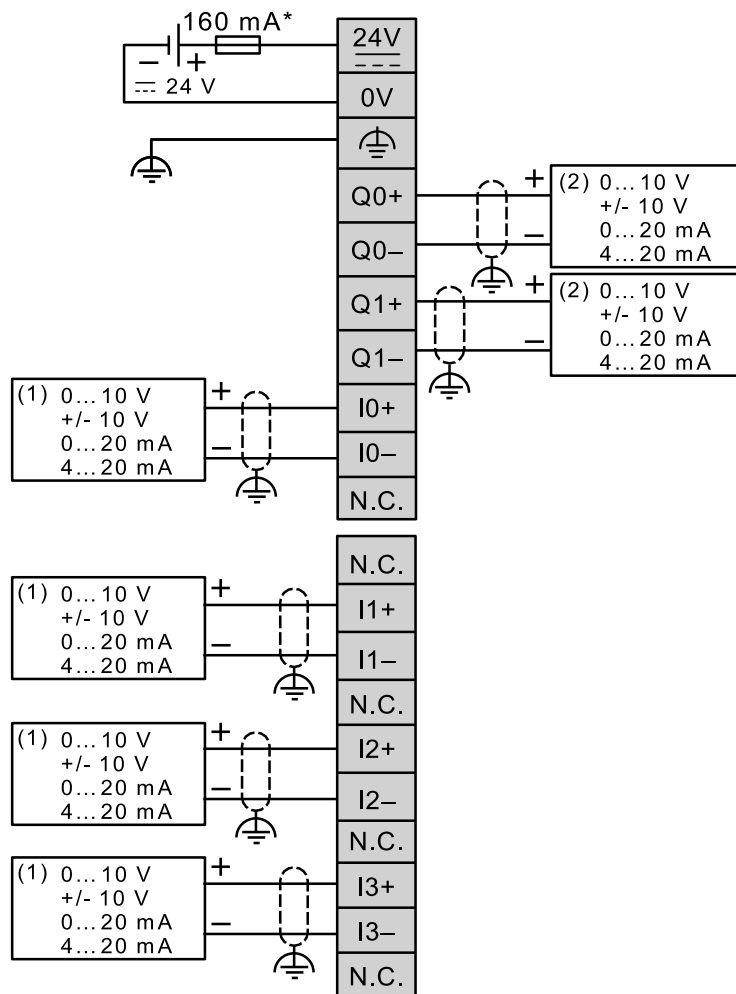 160 mA*
24V
– +
24 V
0V
Q0+
+
(2) 0...10 V
+/- 10 V
Q0–
–
0...20 mA
4...20 mA
Q1+
+
(2) 0...10 V
+/- 10 V
Q1–
–
0...20 mA
4...20 mA
(1) 0...10 V
+
I0+
+/- 10 V
0...20 mA
–
I0–
4...20 mA
N.C.
N.C.
(1) 0...10 V
+
I1+
+/- 10 V
0...20 mA
–
I1–
4...20 mA
N.C.
(1) 0...10 V
+
I2+
+/- 10 V
0...20 mA
–
I2–
4...20 mA
N.C.
(1) 0...10 V
+
I3+
+/- 10 V
0...20 mA
–
I3–
4...20 mA
N.C.